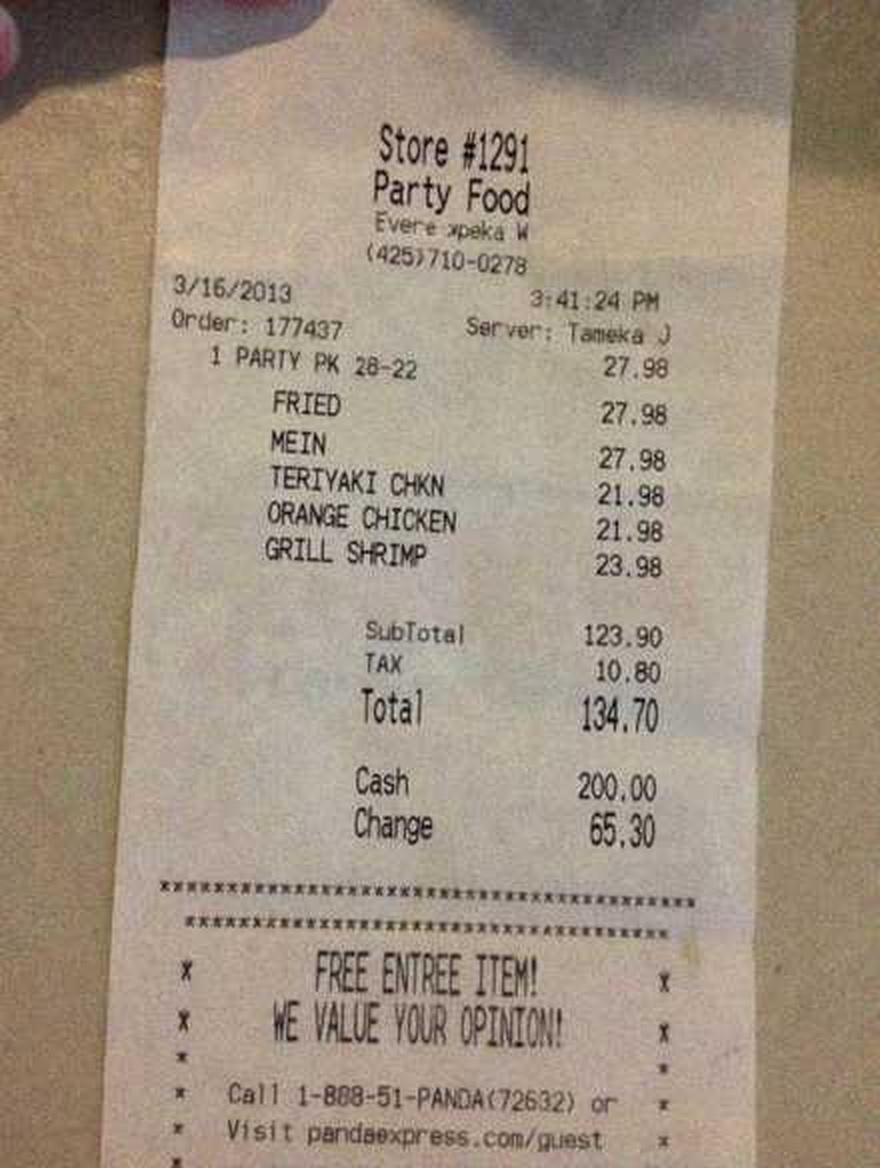 Store #1291
Party Food
Evere xpeka W
(425)710-0278
3/16/2013 3:41:24 PM
Order: 177437 Server: Tameka J
1 PARTY PK 28-22 27.98
FRIED 27.98
MEIN 27.98
TERIYAKI CHKN 21.98
ORANGE CHICKEN 21.98
GRILL SHRIMP 23.98
SubTotal 123.90
TAX 10.80
Total 134.70
Cash 200.00
Change 65.30
FREE ENTREE ITEM!
WE VALUE YOUR OPINION!
Call 1-888-51-PANDA(72632) or
Visit pandaexpress.com/guest